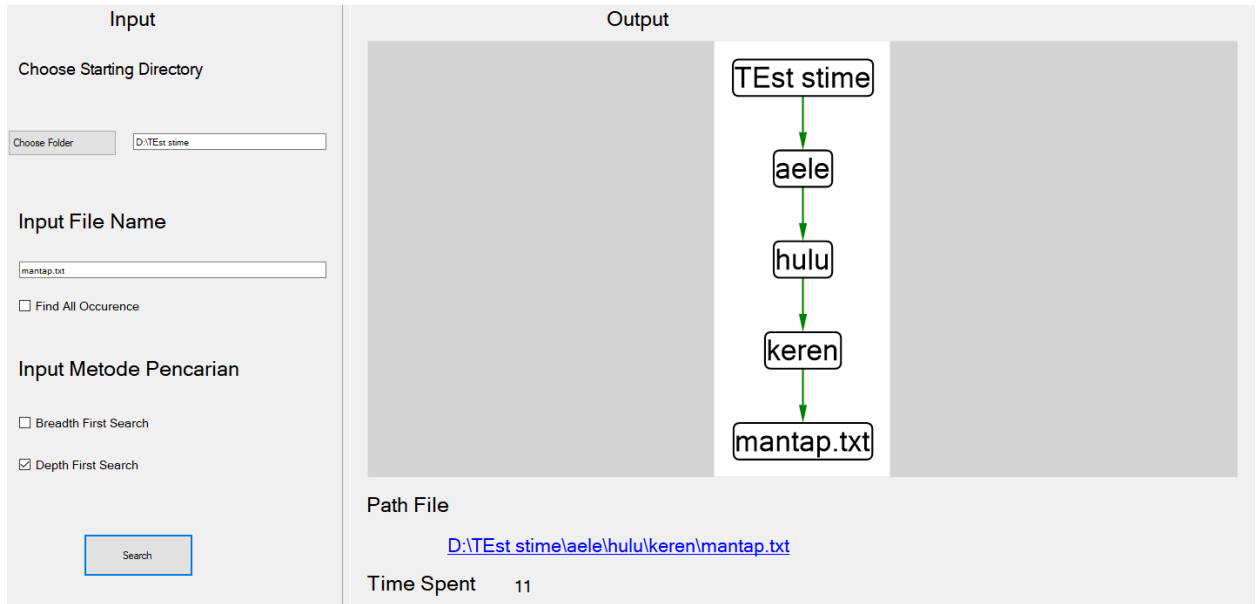 Input
Choose Starting Directory
Choose Folder
D:\TEst stime
Input File Name
mantap.txt
Find All Occurence
Input Metode Pencarian
Breadth First Search
Depth First Search
Search
Output
TEst stime
aele
hulu
keren
mantap.txt
Path File
D:\TEst stime\aele\hulu\keren\mantap.txt
Time Spent 11